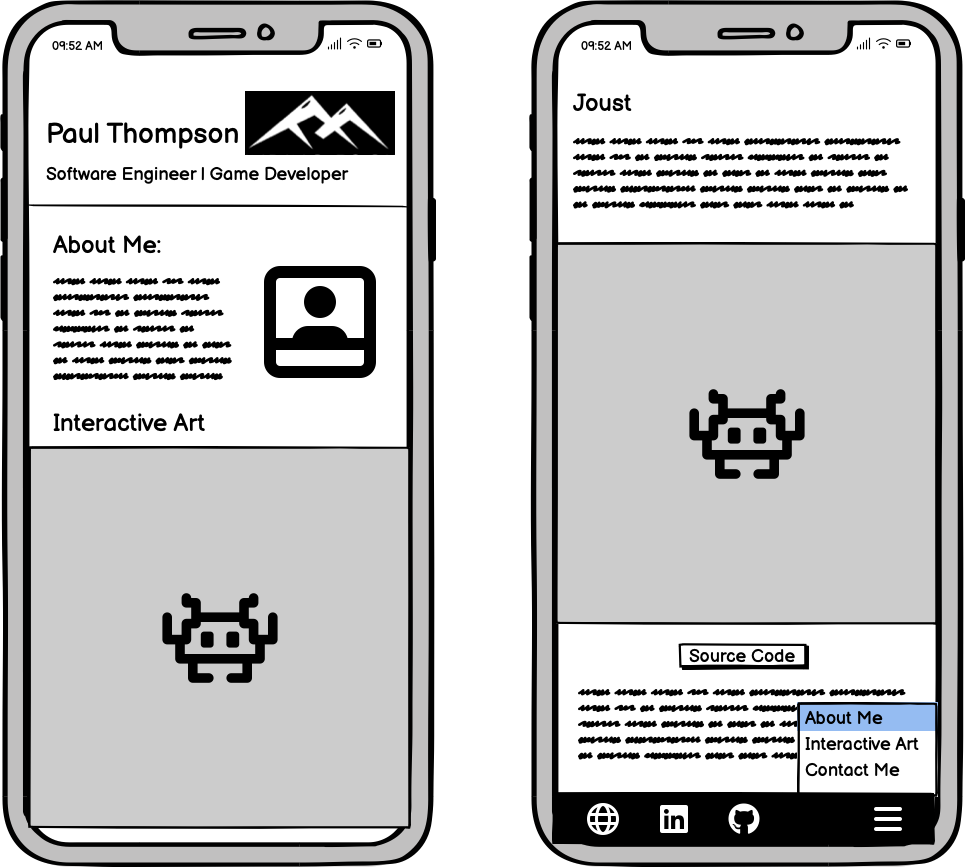 09:52 AM
Paul Thompson
Software Engineer | Game Developer
About Me:
Interactive Art
09:52 AM
Joust
Source Code
About Me
Interactive Art
Contact Me
in